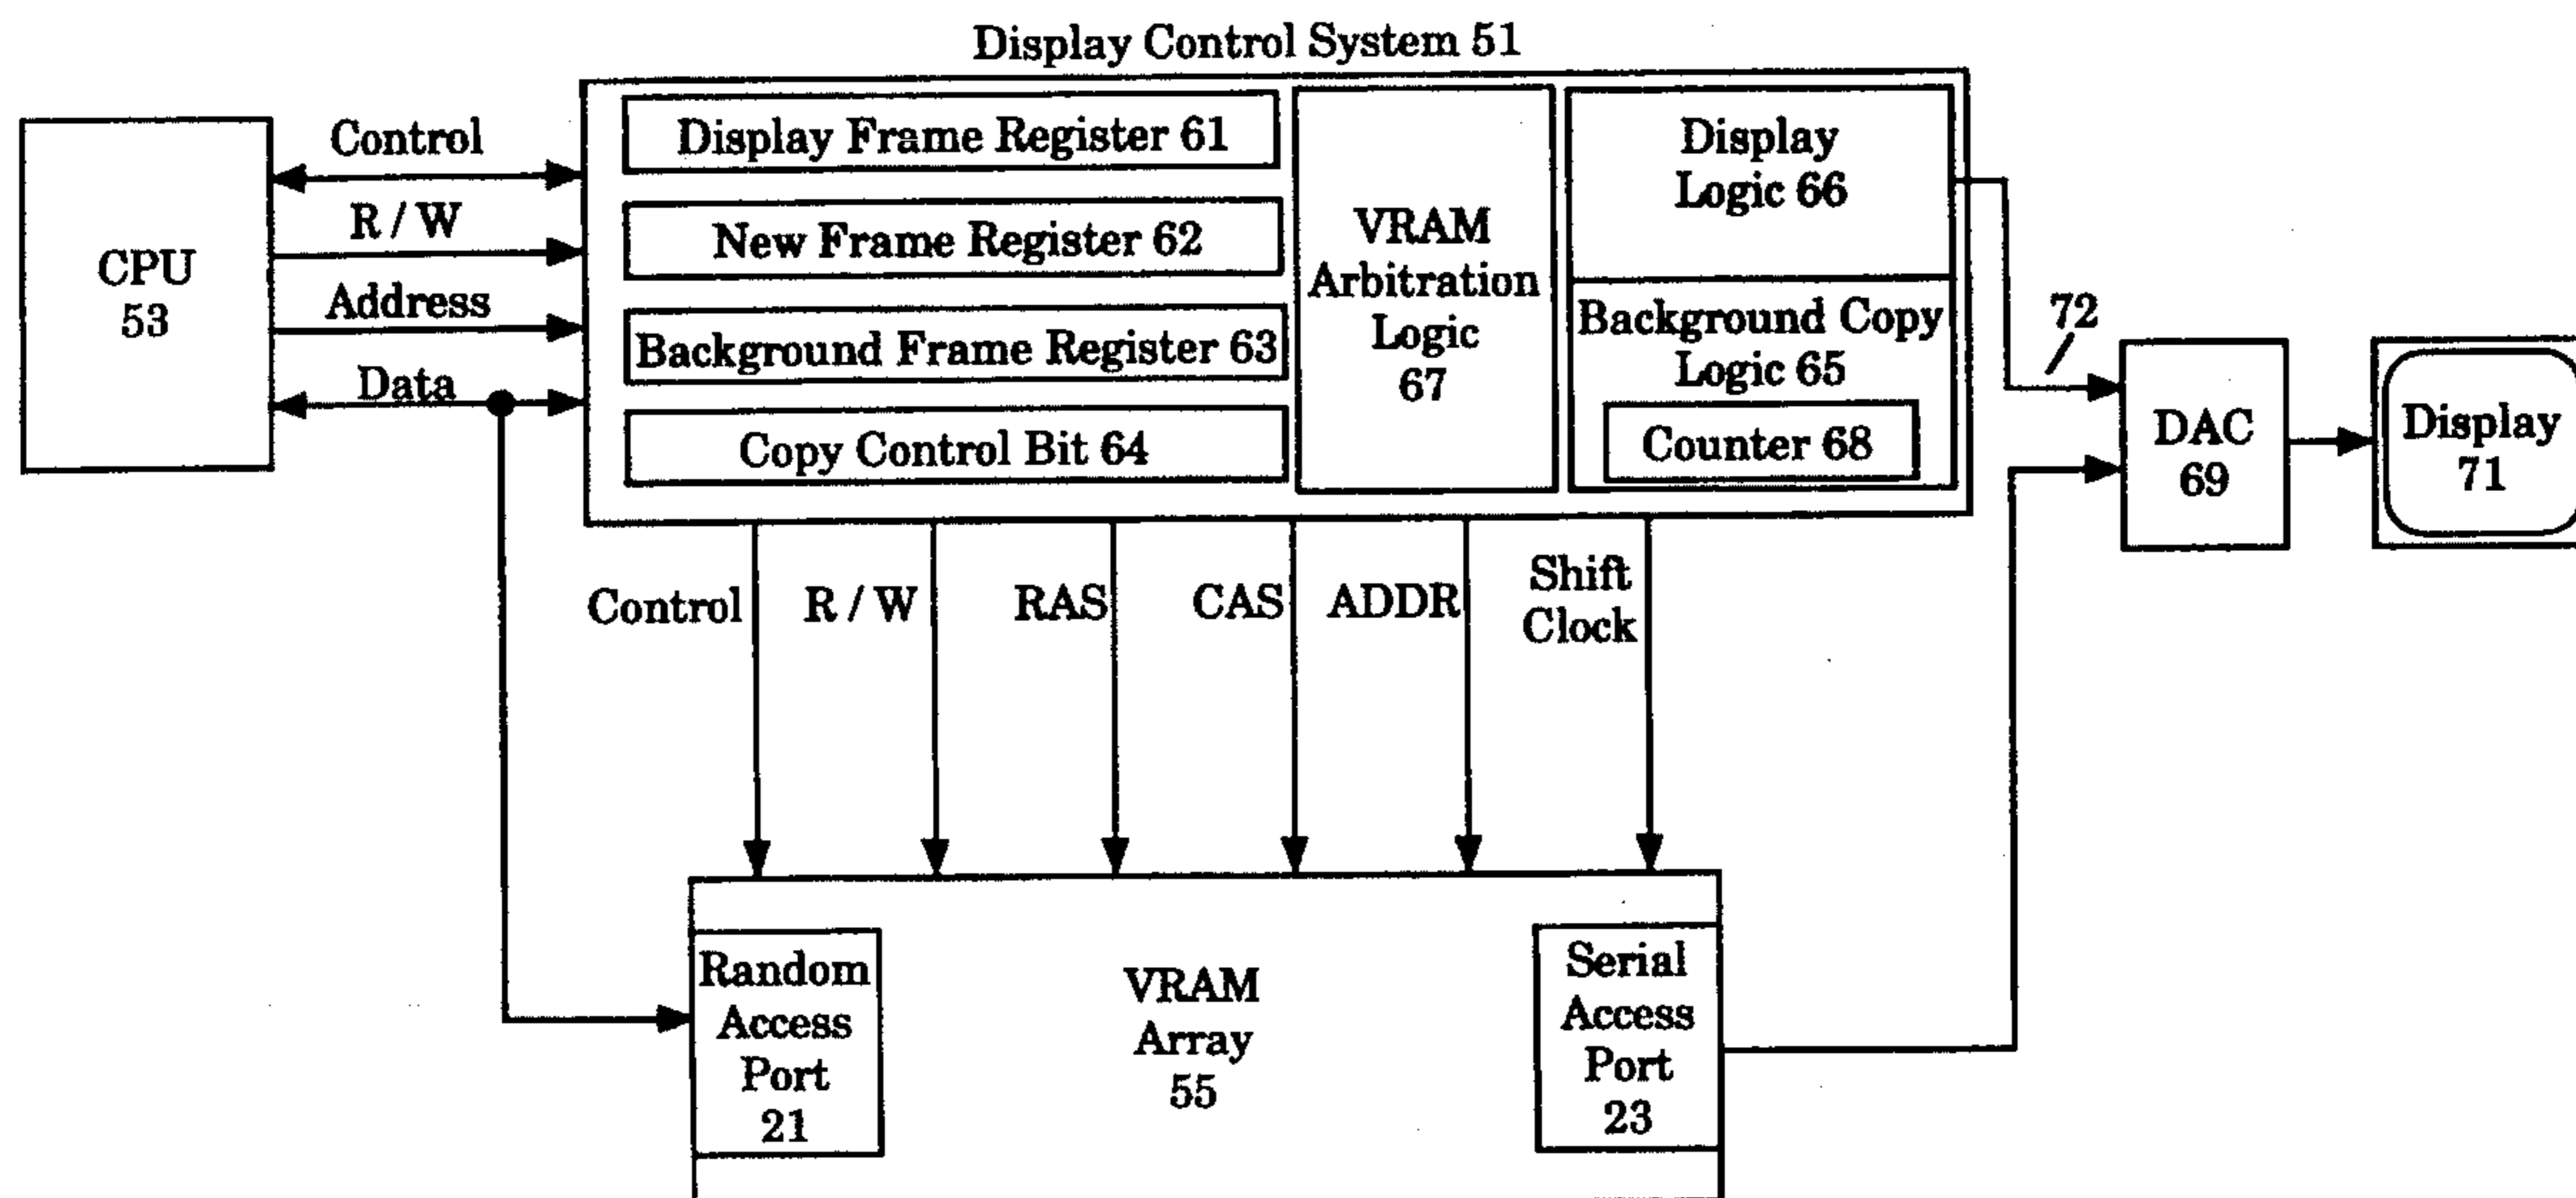 Display Control System 51
CPU
53
Control
R / W
Address
Data
Display Frame Register 61
New Frame Register 62
Background Frame Register 63
Copy Control Bit 64
VRAM
Arbitration
Logic
67
Display
Logic 66
Background Copy
Logic 65
Counter 68
72
DAC
69
Display
71
Control
R / W
RAS
CAS
ADDR
Shift
Clock
Random
Access
Port
21
VRAM
Array
55
Serial
Access
Port
23